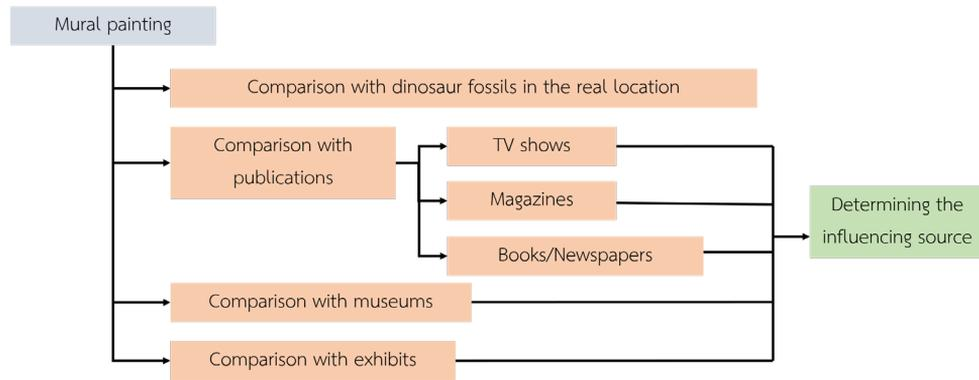 Mural painting
Comparison with dinosaur fossils in the real location
Comparison with
publications
TV shows
Magazines
Books/Newspapers
Determining the
influencing source
Comparison with museums
Comparison with exhibits